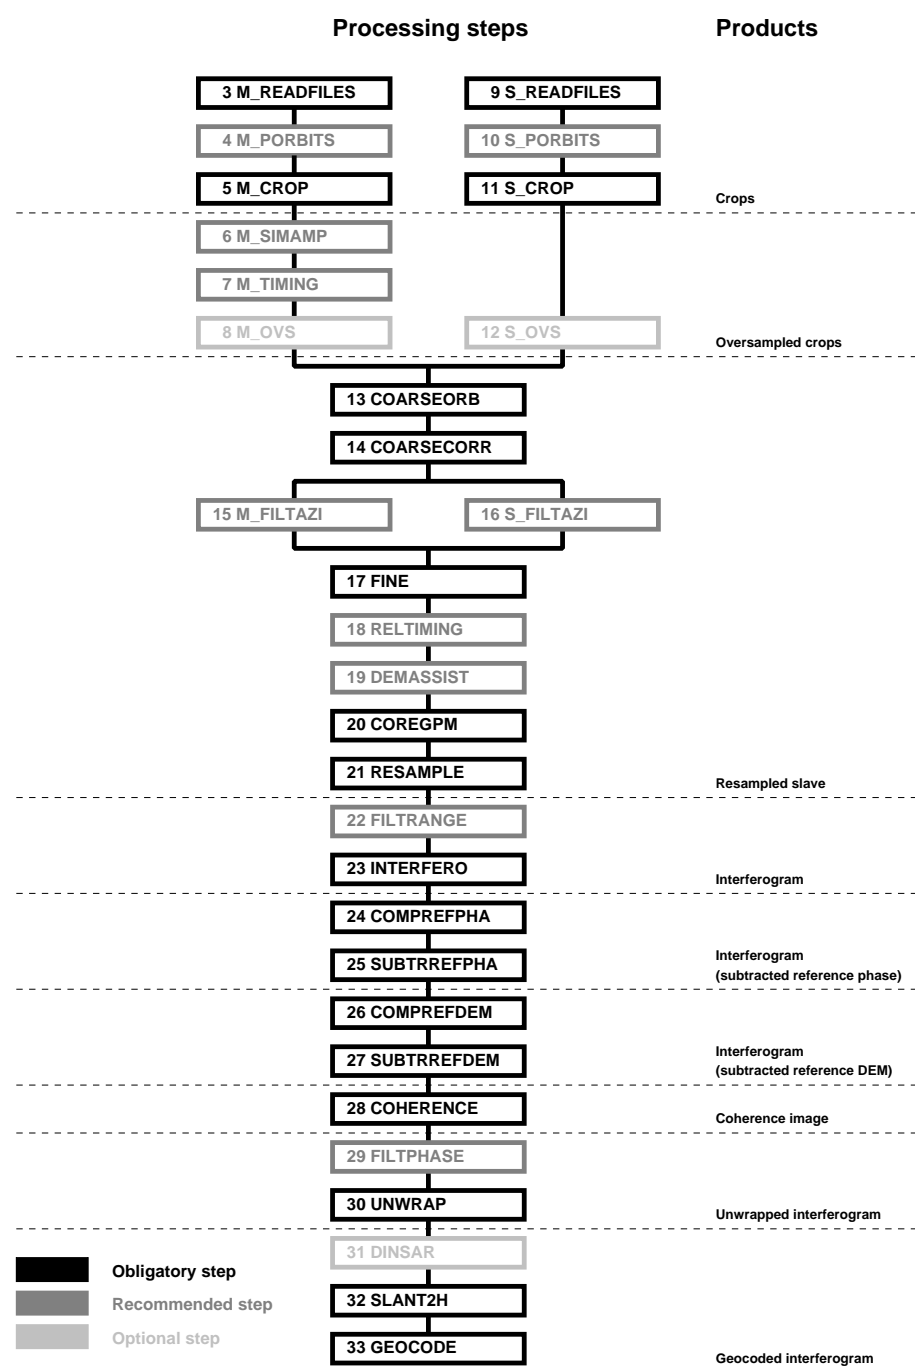 Processing steps
Products
3 M_READFILES
9 S_READFILES
4 M_PORBITS
10 S_PORBITS
5 M_CROP
11 S_CROP
Crops
6 M_SIMAMP
7 M_TIMING
8 M_OVS
12 S_OVS
Oversampled crops
13 COARSEORB
14 COARSECORR
15 M_FILTAZI
16 S_FILTAZI
17 FINE
18 RELTIMING
19 DEMASSIST
20 COREGPM
21 RESAMPLE
Resampled slave
22 FILTRANGE
23 INTERFERO
Interferogram
24 COMPREFPHA
25 SUBTRREFPHA
Interferogram
(subtracted reference phase)
26 COMPREFDEM
27 SUBTRREFDEM
Interferogram
(subtracted reference DEM)
28 COHERENCE
Coherence image
29 FILTPHASE
30 UNWRAP
Unwrapped interferogram
31 DINSAR
32 SLANT2H
33 GEOCODE
Geocoded interferogram
Obligatory step
Recommended step
Optional step